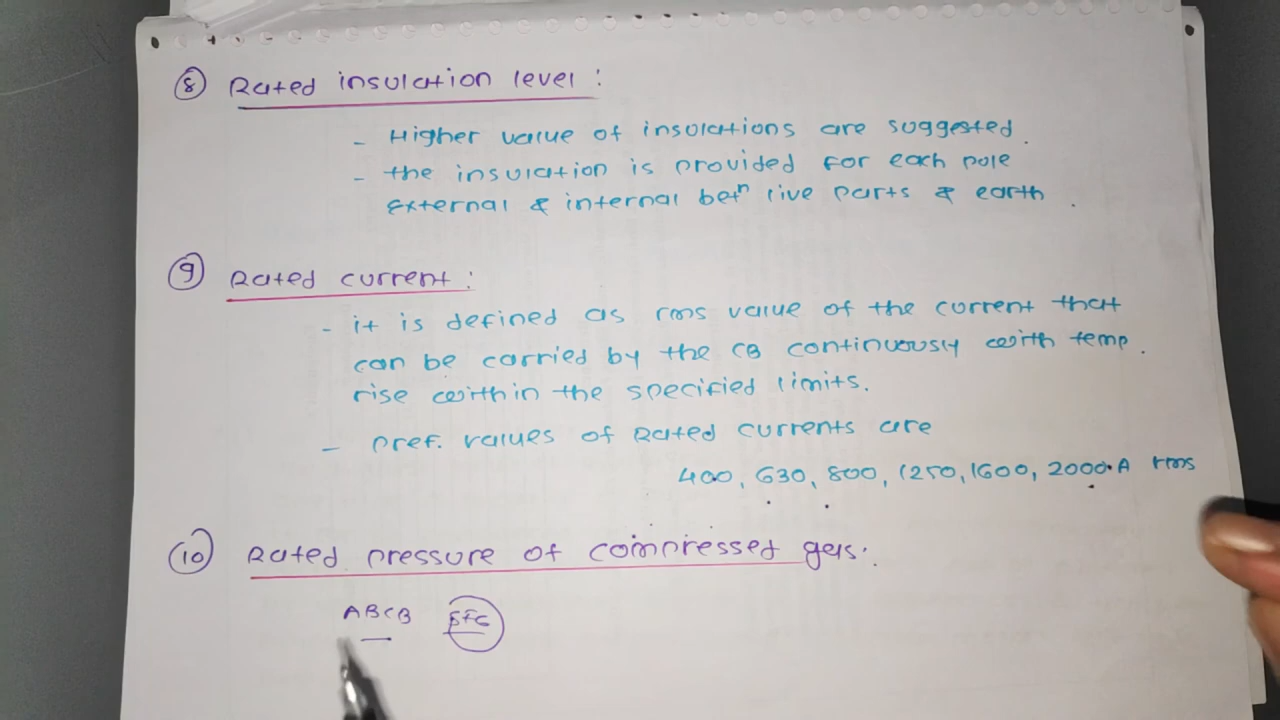 8 Rated insulation level :
- Higher value of insulations are suggested.
- the insulation is provided for each pole
external & internal betn live parts & earth .
9 Rated current :
- it is defined as rms value of the current that
can be carried by the CB continuously with temp.
rise within the specified limits.
- pref. values of Rated currents are
400, 630, 800, 1250, 1600, 2000 A rms
10 Rated pressure of compressed gas.
ABCB SF6